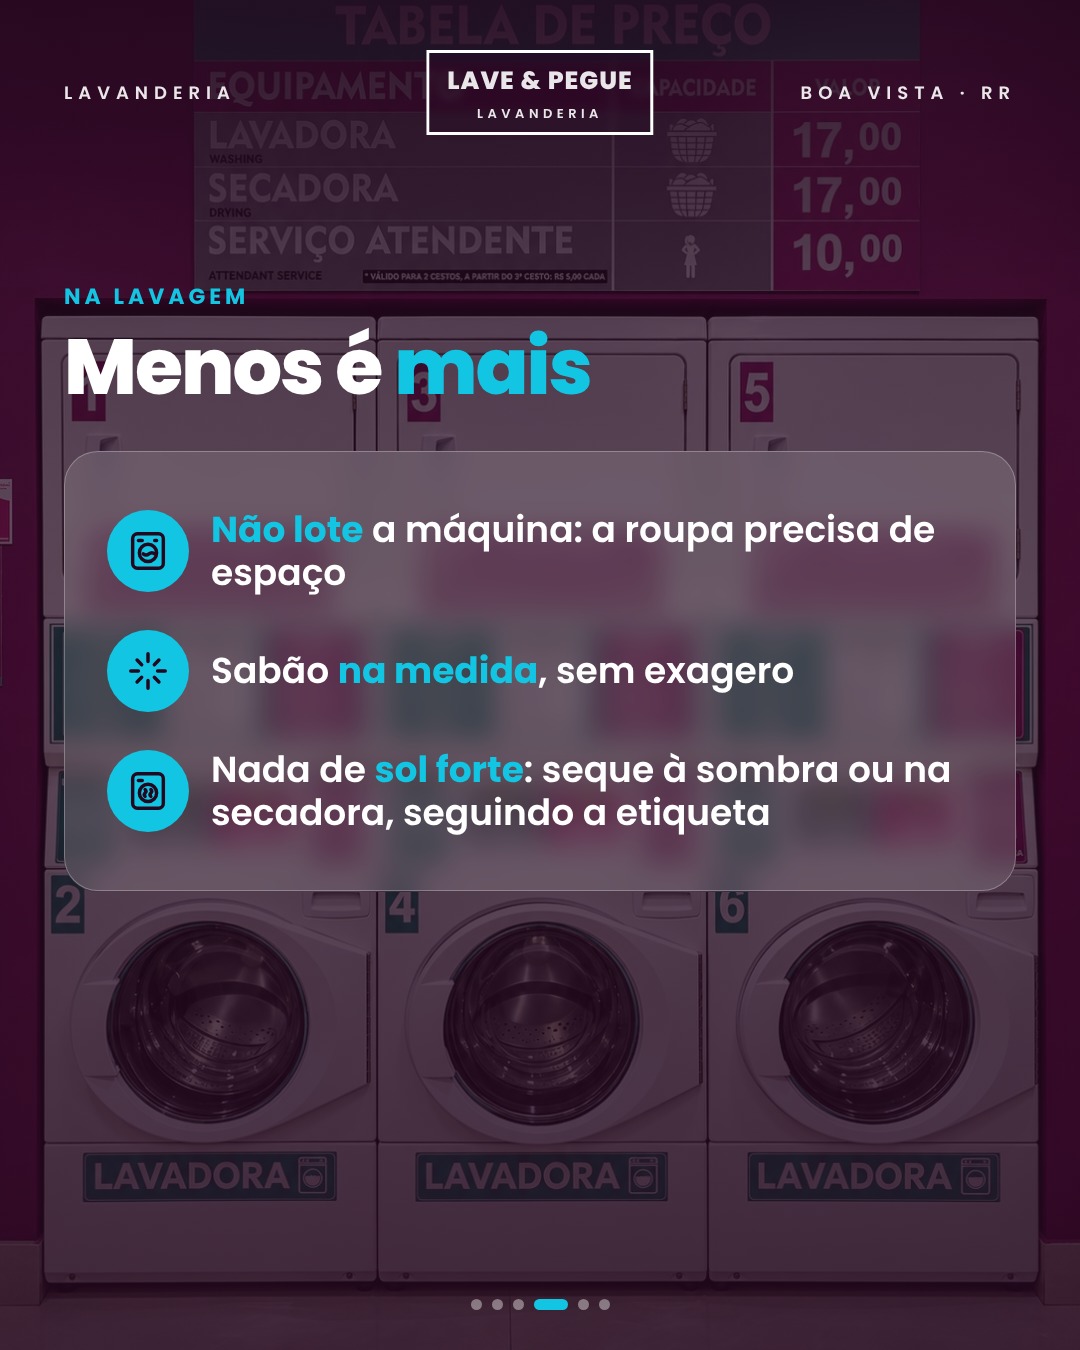 TABELA DE PREÇO
LAVANDERIA
LAVE & PEGUE
LAVANDERIA
BOA VISTA · RR
LAVADORA
WASHING
17,00
SECADORA
DRYING
17,00
SERVIÇO ATENDENTE
10,00
ATTENDANT SERVICE
* VÁLIDO PARA 2 CESTOS, A PARTIR DO 3º CESTO: R$ 5,00 CADA
NA LAVAGEM
Menos é mais
1
3
5
Não lote a máquina: a roupa precisa de
espaço
Sabão na medida, sem exagero
Nada de sol forte: seque à sombra ou na
secadora, seguindo a etiqueta
2
4
6
LAVADORA
LAVADORA
LAVADORA